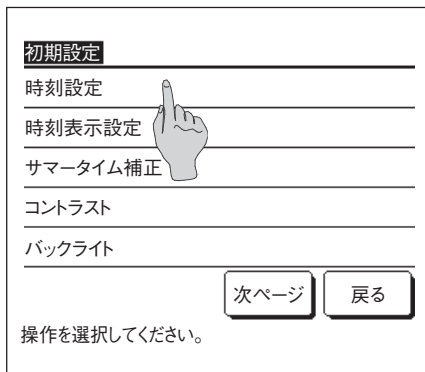 初期設定
時刻設定
時刻表示設定
サマータイム補正
コントラスト
バックライト
次ページ 戻る
操作を選択してください。